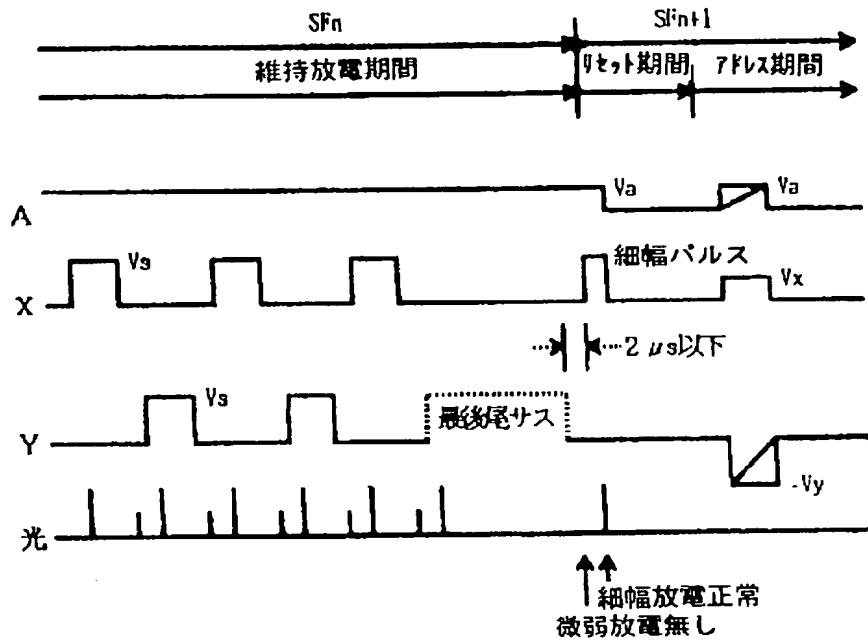 SFn SFn+1
維持放電期間 リセット期間 アドレス期間
A Va Va
X Vs 細幅パルス Vx
2 μs以下
Y Vs 最後尾サス -Vy
光
細幅放電正常
微弱放電無し